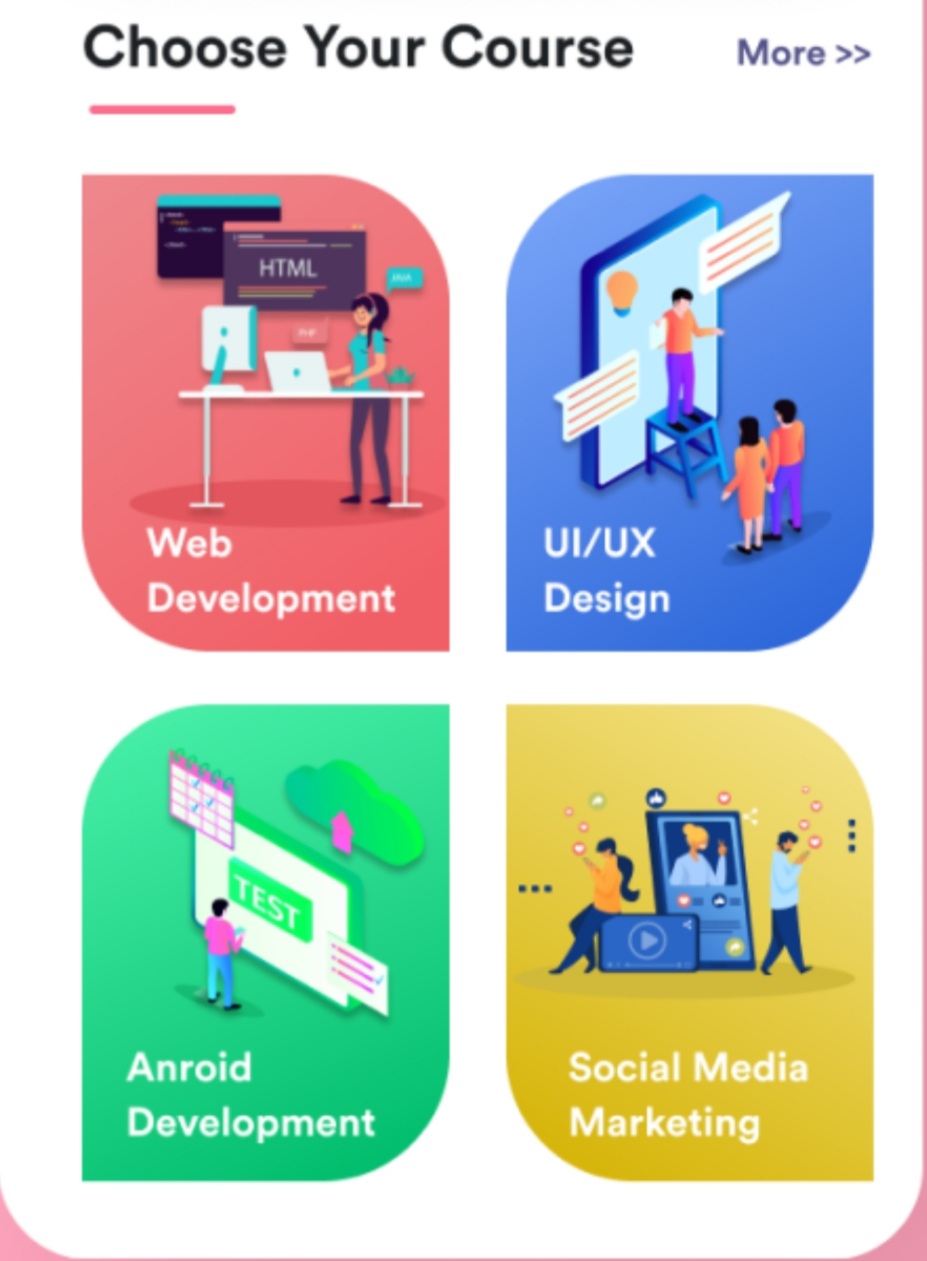 Choose Your Course
More >>
HTML
JAVA
PHP
Web
Development
UI/UX
Design
TEST
Anroid
Development
Social Media
Marketing